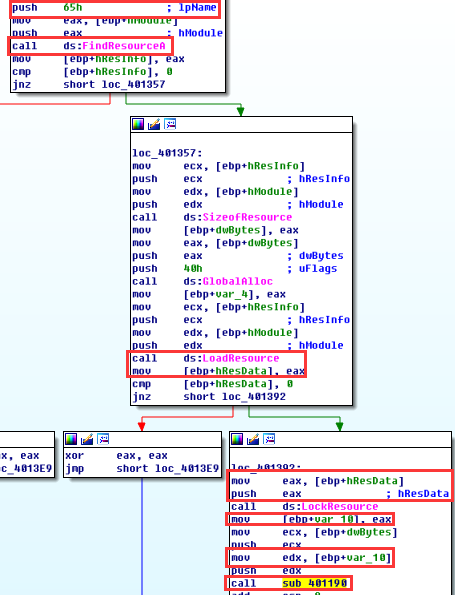 push 65h ; lpName
mov eax, [ebp+hModule]
push eax ; hModule
call ds:FindResourceA
mov [ebp+hResInfo], eax
cmp [ebp+hResInfo], 0
jnz short loc_401357
loc_401357:
mov ecx, [ebp+hResInfo]
push ecx ; hResInfo
mov edx, [ebp+hModule]
push edx ; hModule
call ds:SizeofResource
mov [ebp+dwBytes], eax
mov eax, [ebp+dwBytes]
push eax ; dwBytes
push 40h ; uFlags
call ds:GlobalAlloc
mov [ebp+var_4], eax
mov ecx, [ebp+hResInfo]
push ecx ; hResInfo
mov edx, [ebp+hModule]
push edx ; hModule
call ds:LoadResource
mov [ebp+hResData], eax
cmp [ebp+hResData], 0
jnz short loc_401392
ax, eax
oc_4013E9
xor eax, eax
jmp short loc_4013E9
loc_401392:
mov eax, [ebp+hResData]
push eax ; hResData
call ds:LockResource
mov [ebp+var_10], eax
mov ecx, [ebp+dwBytes]
push ecx
mov edx, [ebp+var_10]
push edx
call sub_401190